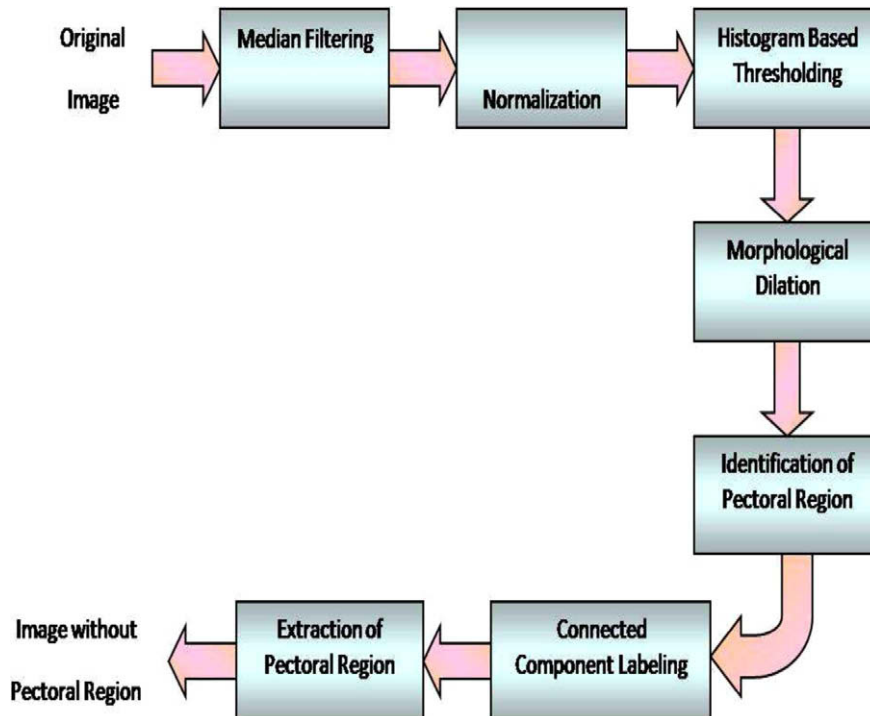 Original
Image
Median Filtering
Normalization
Histogram Based
Thresholding
Morphological
Dilation
Identification of
Pectoral Region
Connected
Component Labeling
Extraction of
Pectoral Region
Image without
Pectoral Region